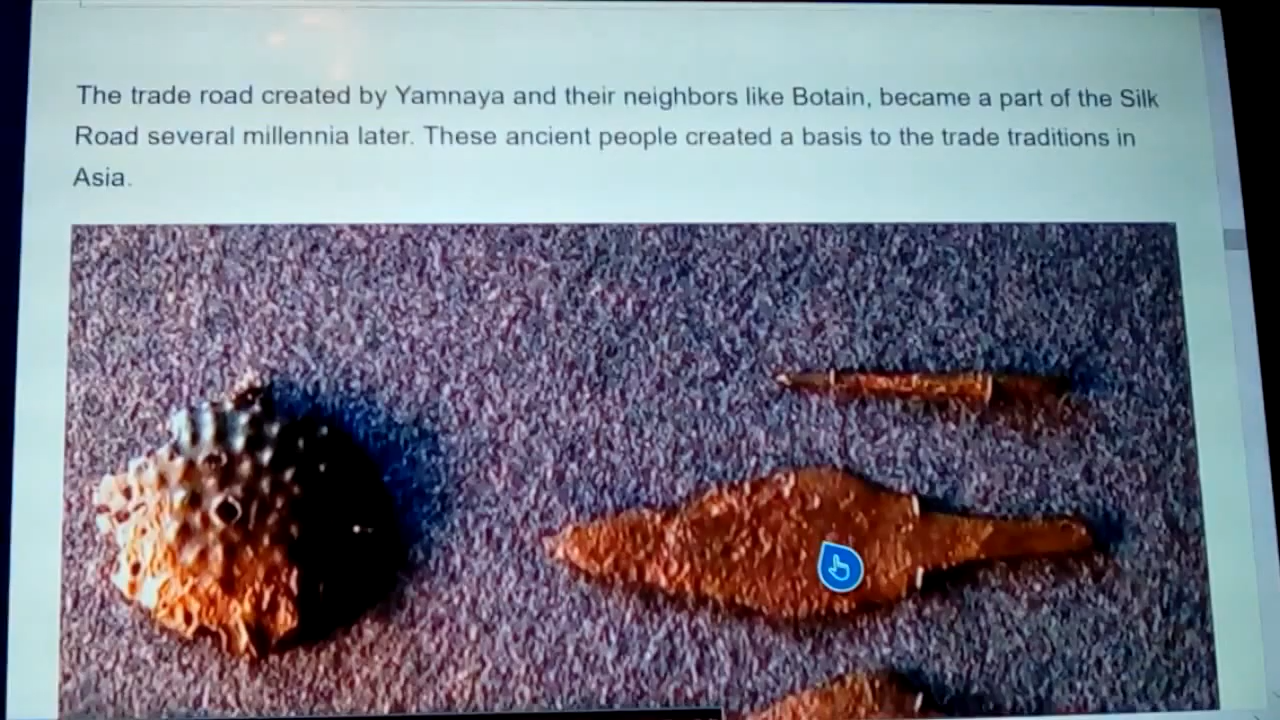 The trade road created by Yamnaya and their neighbors like Botain, became a part of the Silk
Road several millennia later. These ancient people created a basis to the trade traditions in
Asia.